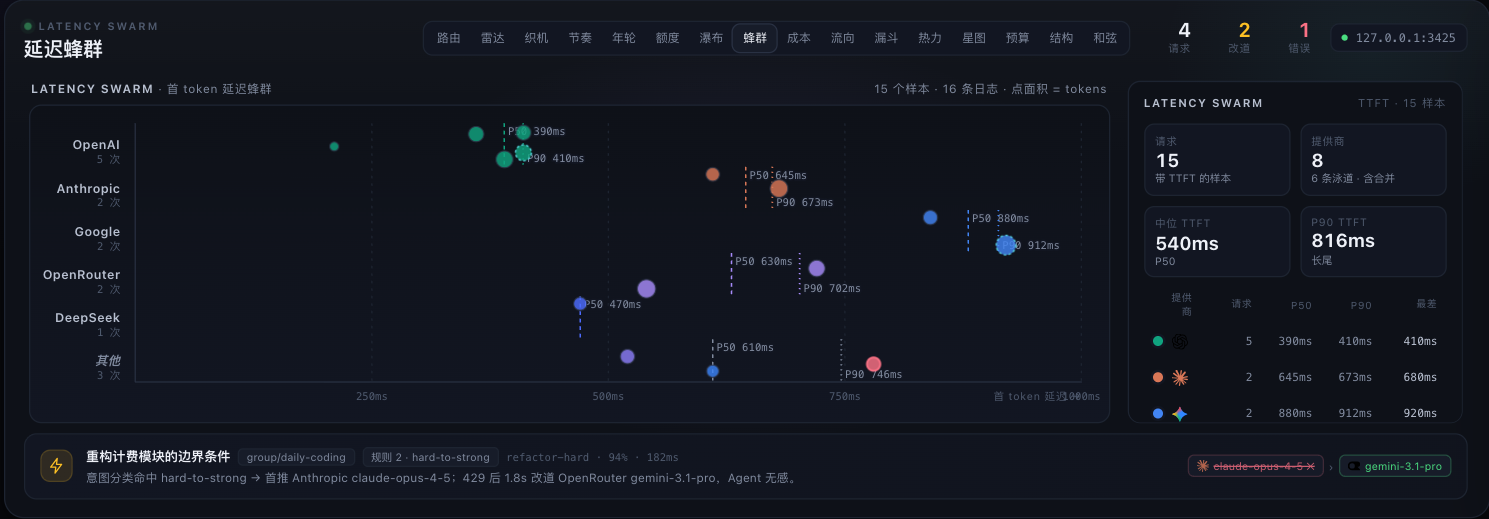 LATENCY SWARM
延迟蜂群
路由 雷达 织机 节奏 年轮 额度 瀑布 蜂群 成本 流向 漏斗 热力 星图 预算 结构 和弦
4 请求
2 改道
1 错误
127.0.0.1:3425
LATENCY SWARM · 首 token 延迟蜂群
15 个样本 · 16 条日志 · 点面积 = tokens
OpenAI
5 次
P50 390ms
P90 410ms
Anthropic
2 次
P50 645ms
P90 673ms
Google
2 次
P50 880ms
P90 912ms
OpenRouter
2 次
P50 630ms
P90 702ms
DeepSeek
1 次
P50 470ms
其他
3 次
P50 610ms
P90 746ms
250ms 500ms 750ms 首 token 延迟 1000ms
LATENCY SWARM TTFT · 15 样本
请求
15
带 TTFT 的样本
提供商
8
6 条泳道 · 含合并
中位 TTFT
540ms
P50
P90 TTFT
816ms
长尾
提供商 请求 P50 P90 最差
5 390ms 410ms 410ms
2 645ms 673ms 680ms
2 880ms 912ms 920ms
重构计费模块的边界条件 group/daily-coding 规则 2 · hard-to-strong refactor-hard · 94% · 182ms
意图分类命中 hard-to-strong → 首推 Anthropic claude-opus-4-5；429 后 1.8s 改道 OpenRouter gemini-3.1-pro，Agent 无感。
claude-opus-4-5 ✕ › gemini-3.1-pro